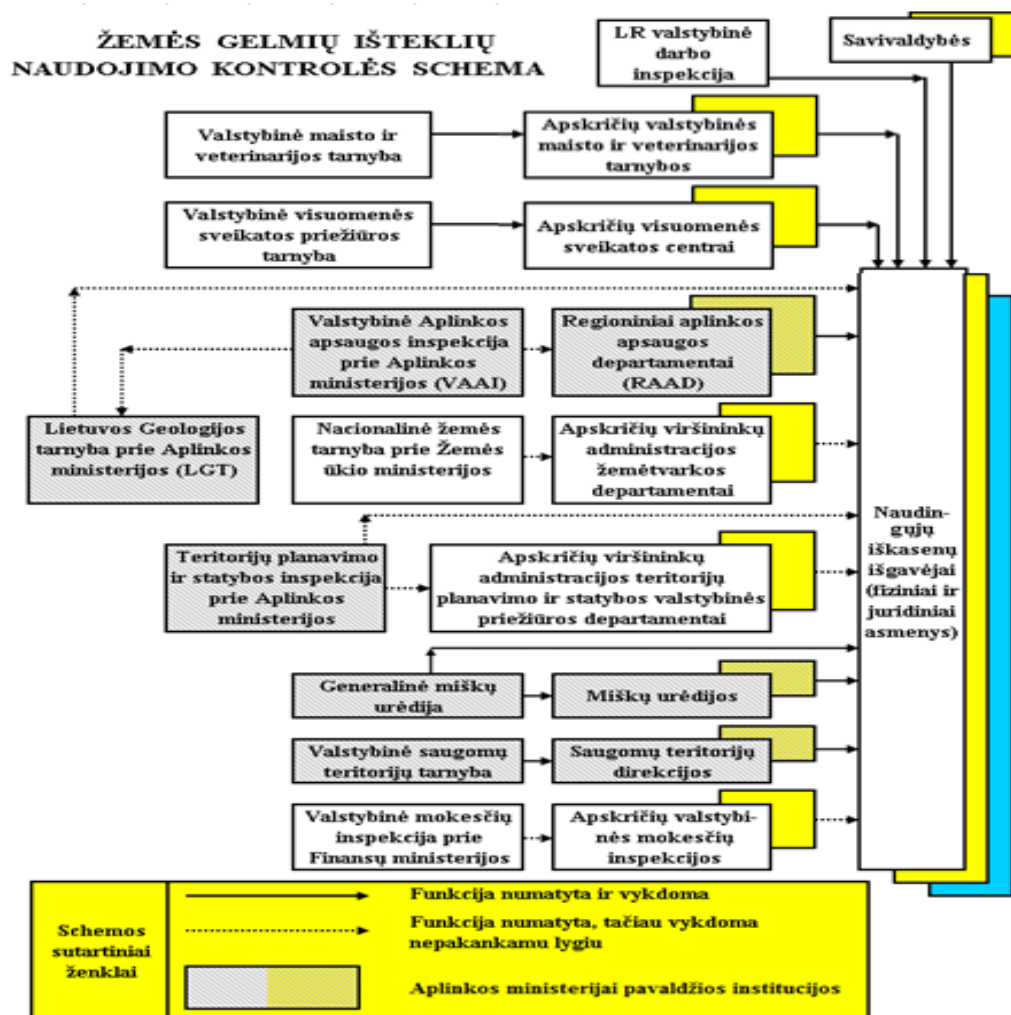 ŽEMĖS GELMIŲ IŠTEKLIŲ
NAUDOJIMO KONTROLĖS SCHEMA
LR valstybinė
darbo
inspekcija
Savivaldybės
Valstybinė maisto ir
veterinarijos tarnyba
Apskričių valstybinės
maisto ir veterinarijos
tarnybos
Valstybinė visuomenės
sveikatos priežiūros
tarnyba
Apskričių visuomenės
sveikatos centrai
Valstybinė Aplinkos
apsaugos inspekcija
prie Aplinkos
ministerijos (VAAI)
Regioniniai aplinkos
apsaugos
departamentai
(RAAD)
Lietuvos Geologijos
tarnyba prie Aplinkos
ministerijos (LGT)
Nacionalinė žemės
tarnyba prie Žemės
ūkio ministerijos
Apskričių viršininkų
administracijos
žemėtvarkos
departamentai
Naudin-
gųjų
iškasenų
išgavėjai
(fiziniai ir
juridiniai
asmenys)
Teritorijų planavimo
ir statybos inspekcija
prie Aplinkos
ministerijos
Apskričių viršininkų
administracijos teritorijų
planavimo ir statybos valstybinės
priežiūros departamentai
Generalinė miškų
urėdija
Miškų urėdijos
Valstybinė saugomų
teritorijų tarnyba
Saugomų teritorijų
direkcijos
Valstybinė mokesčių
inspekcija prie
Finansų ministerijos
Apskričių valstybi-
nės mokesčių
inspekcijos
Schemos
sutartiniai
ženklai
Funkcija numatyta ir vykdoma
Funkcija numatyta, tačiau vykdoma
nepakankamu lygiu
Aplinkos ministerijai pavaldžios institucijos